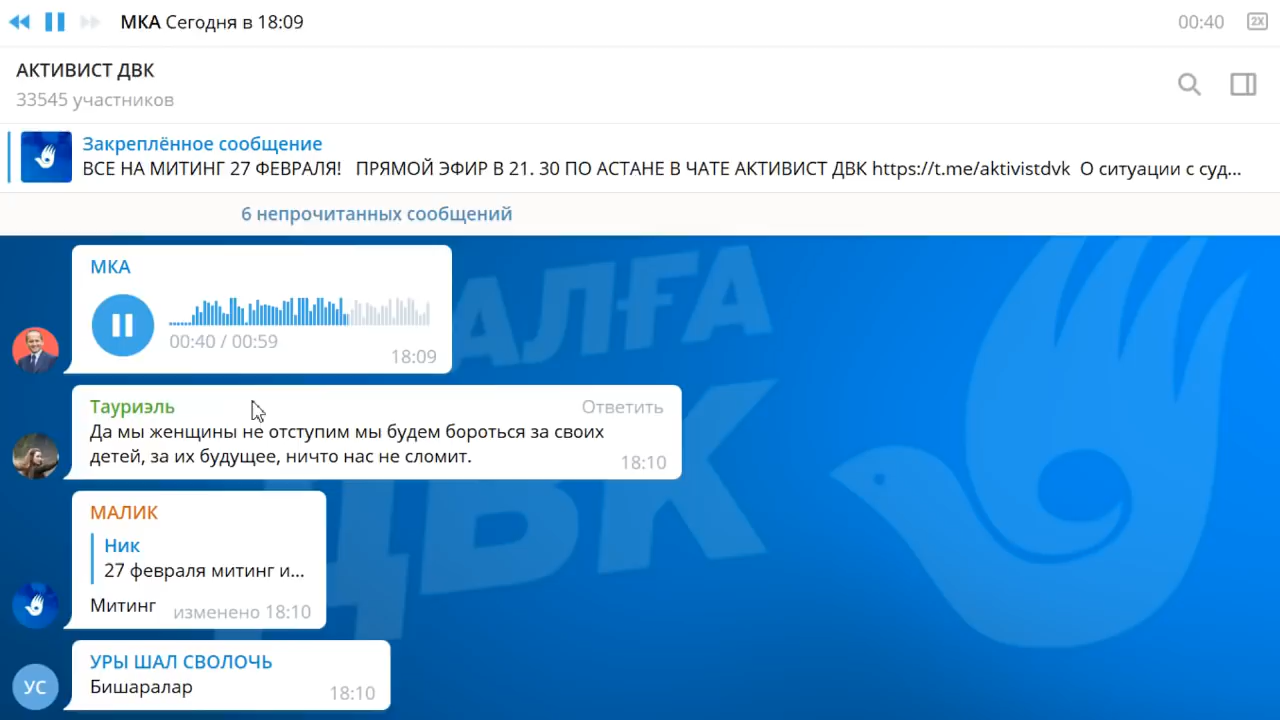 МКА Сегодня в 18:09
00:40
2X
АКТИВИСТ ДВК
33545 участников
Закреплённое сообщение
ВСЕ НА МИТИНГ 27 ФЕВРАЛЯ! ПРЯМОЙ ЭФИР В 21. 30 ПО АСТАНЕ В ЧАТЕ АКТИВИСТ ДВК https://t.me/aktivistdvk О ситуации с суд...
6 непрочитанных сообщений
МКА
00:40 / 00:59
18:09
АЛҒА
ДВК
Тауриэль
Ответить
Да мы женщины не отступим мы будем бороться за своих
детей, за их будущее, ничто нас не сломит.
18:10
МАЛИК
Ник
27 февраля митинг и...
Митинг
изменено 18:10
УРЫ ШАЛ СВОЛОЧЬ
УС
Бишаралар
18:10